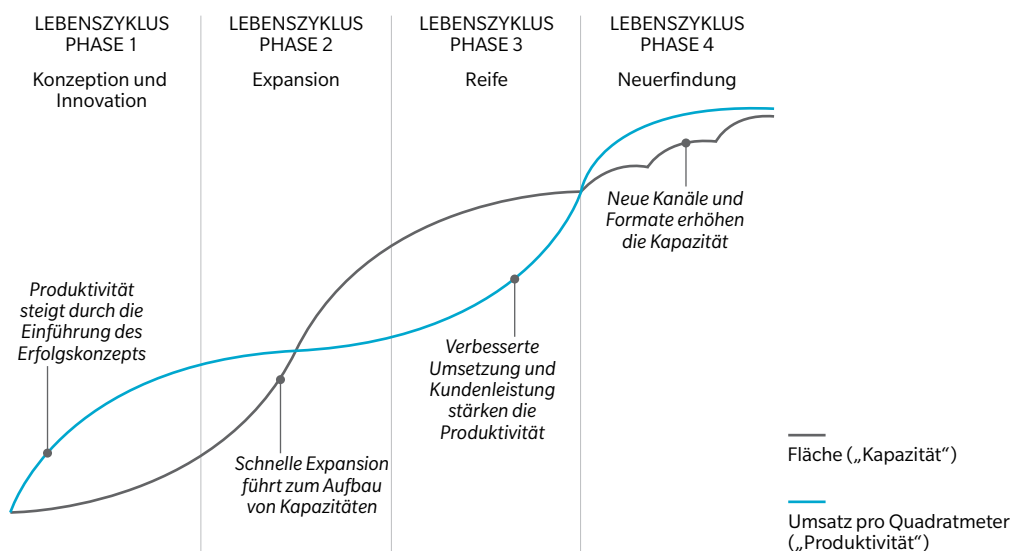 LEBENSZYKLUS
PHASE 1
Konzeption und
Innovation
LEBENSZYKLUS
PHASE 2
Expansion
LEBENSZYKLUS
PHASE 3
Reife
LEBENSZYKLUS
PHASE 4
Neuerfindung
Produktivität
steigt durch die
Einführung des
Erfolgskonzepts
Schnelle Expansion
führt zum Aufbau
von Kapazitäten
Verbesserte
Umsetzung und
Kundenleistung
stärken die
Produktivität
Neue Kanäle und
Formate erhöhen
die Kapazität
Fläche („Kapazität“)
Umsatz pro Quadratmeter
(„Produktivität“)